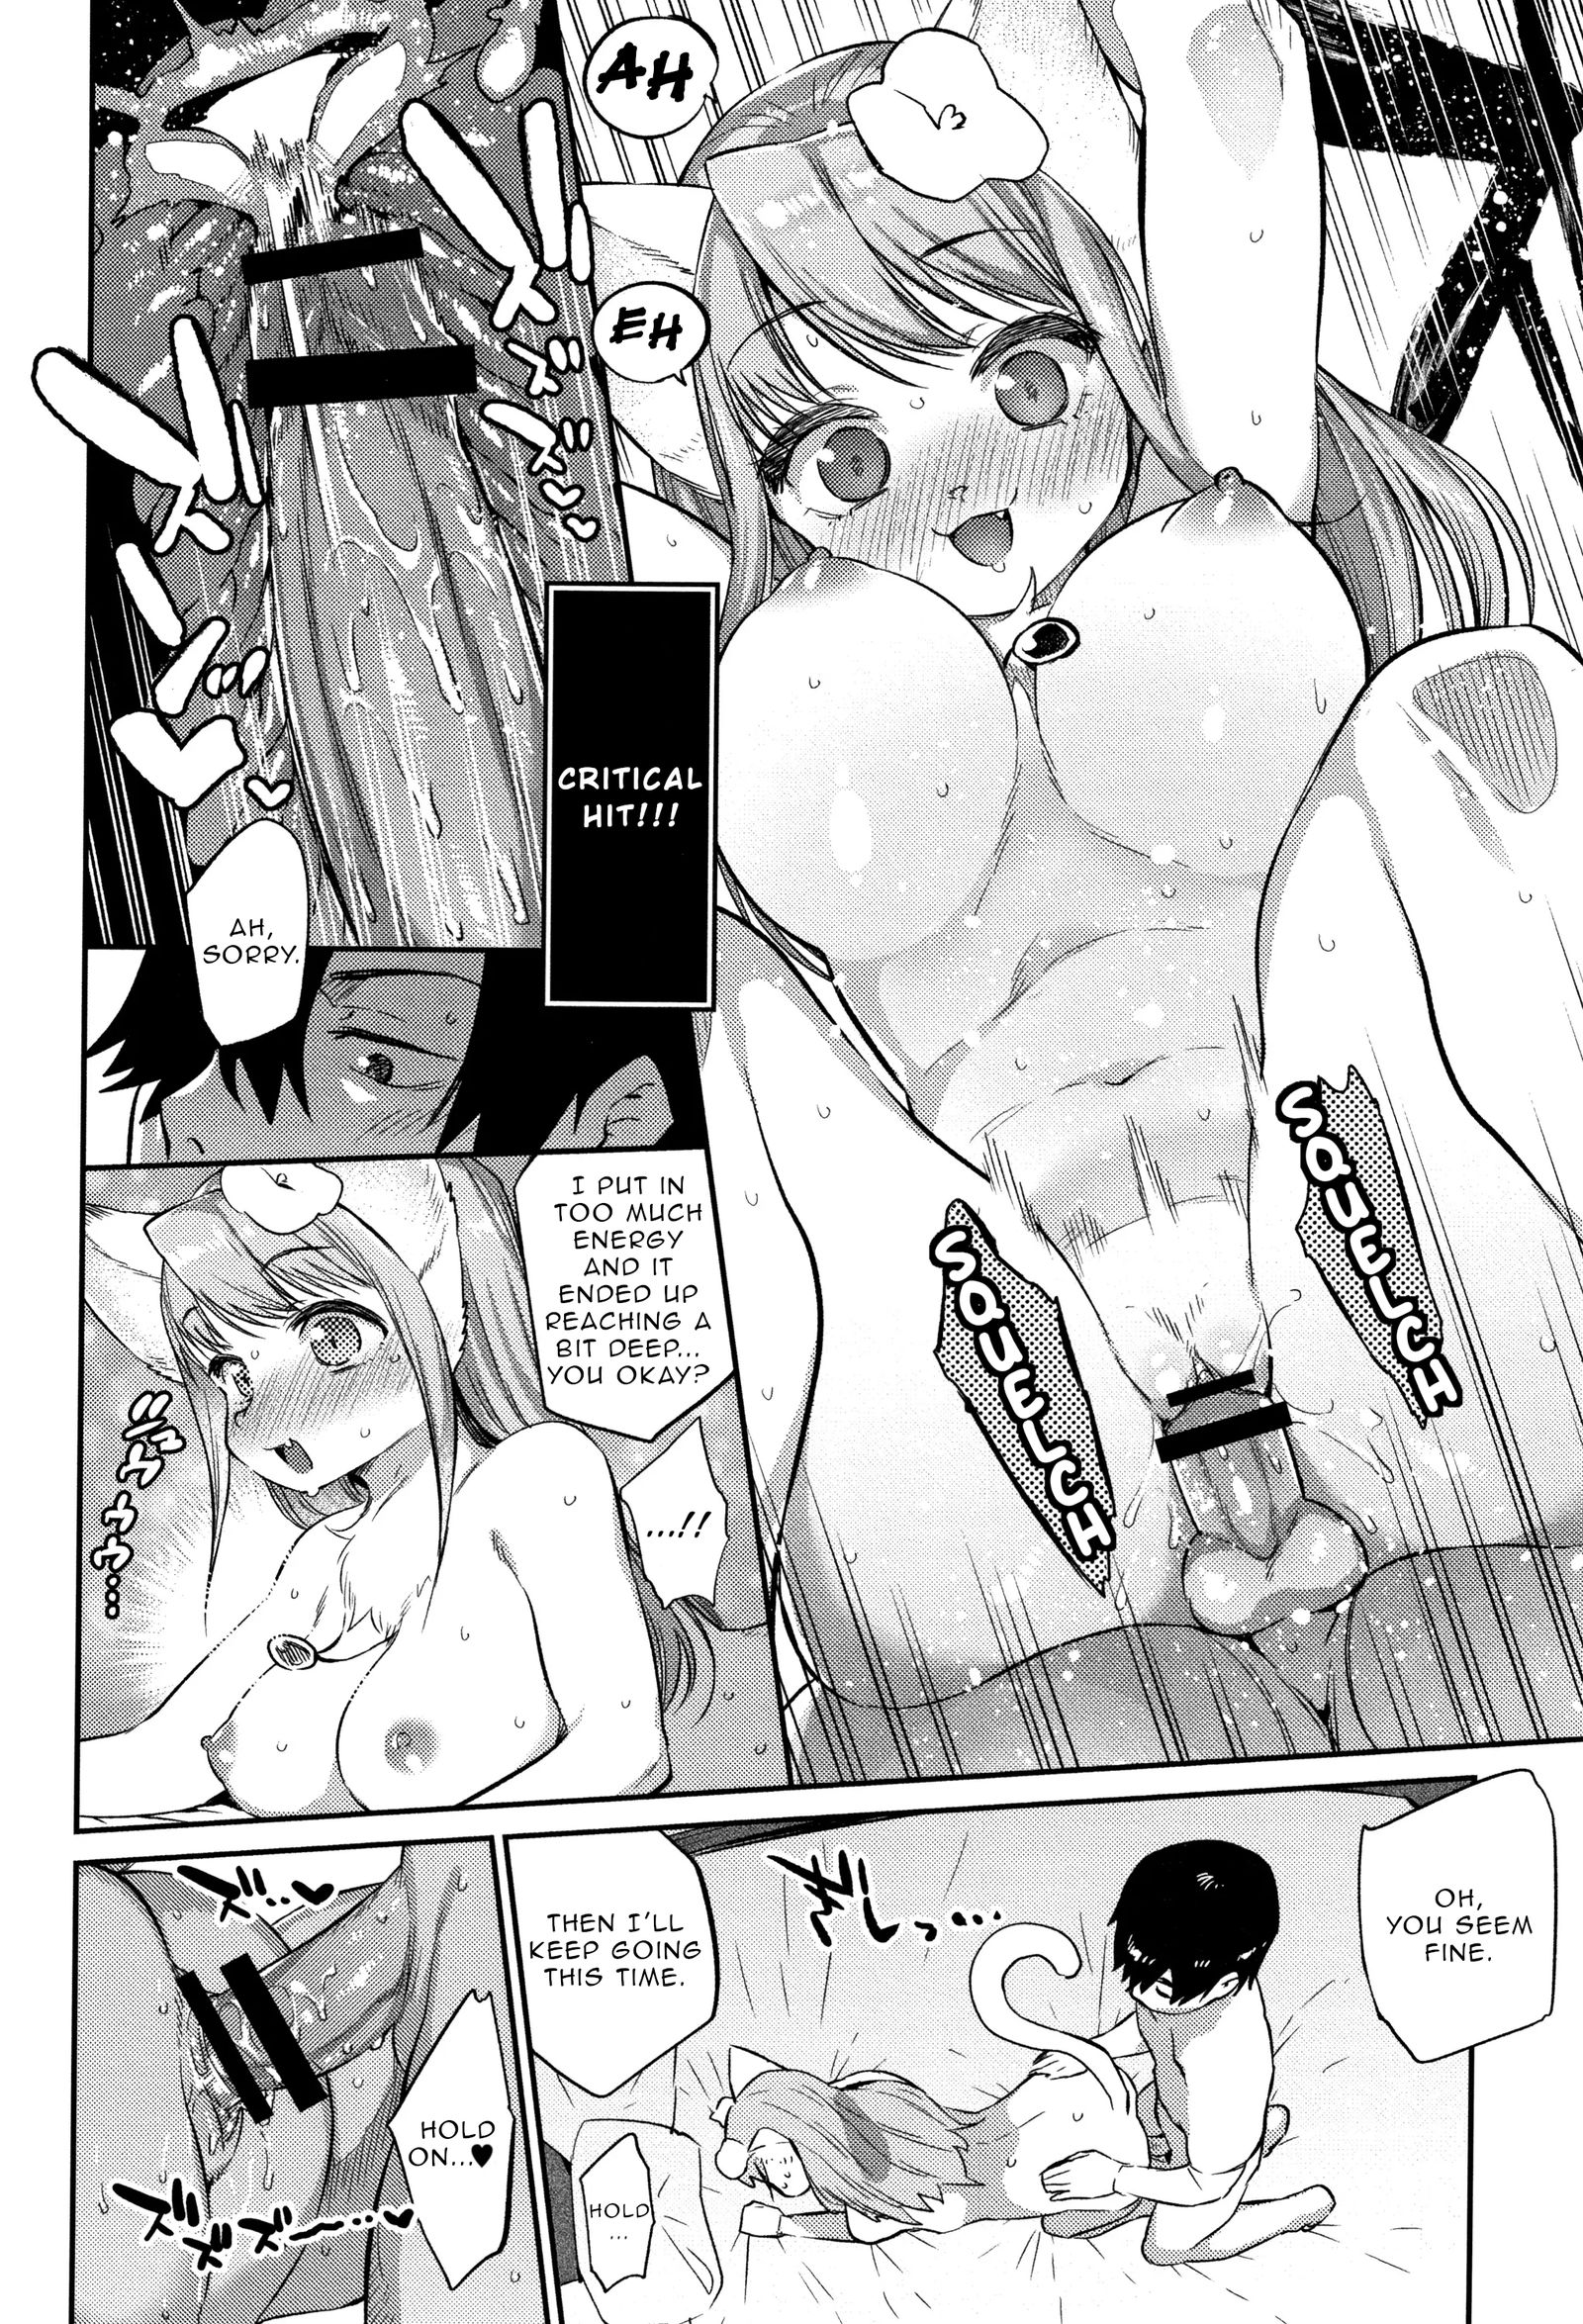 AH
EH
SQUELCH
SQUELCH
CRITICAL
HIT!!!
AH,
SORRY.
I PUT IN
TOO MUCH
ENERGY
AND IT
ENDED UP
REACHING A
BIT DEEP...
YOU OKAY?
...!!
OH,
YOU SEEM
FINE.
THEN I'LL
KEEP GOING
THIS TIME.
HOLD
...
HOLD
ON...♥